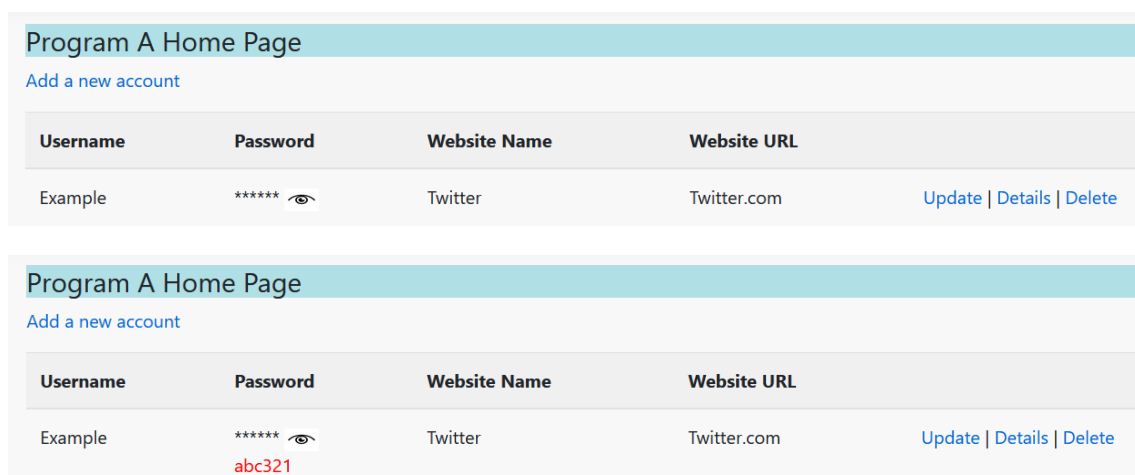 Program A Home Page
Add a new account
Username Password Website Name Website URL
Example ****** Twitter Twitter.com Update | Details | Delete
Program A Home Page
Add a new account
Username Password Website Name Website URL
Example ****** Twitter Twitter.com Update | Details | Delete
abc321